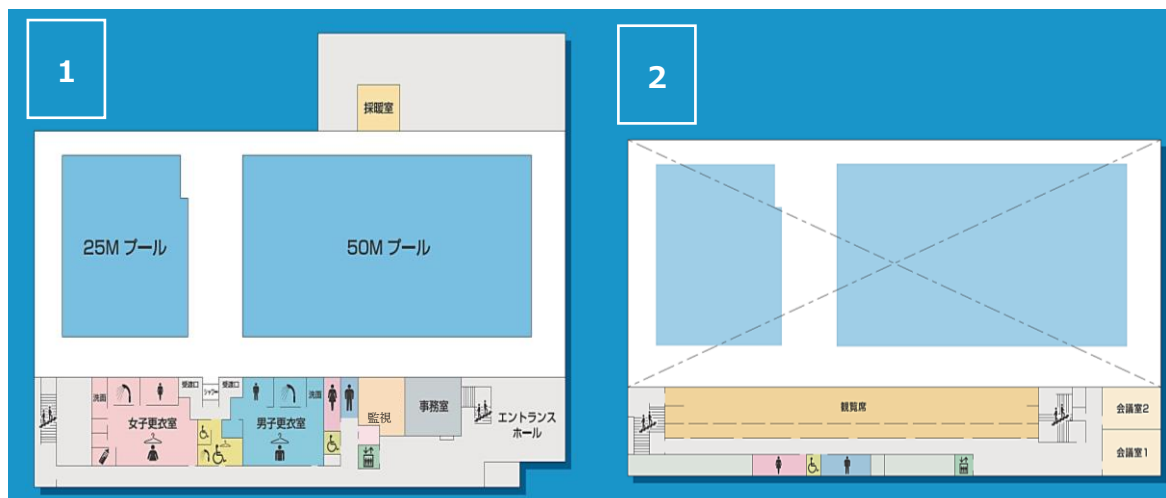 1
採暖室
25M プール
50M プール
洗面
受渡口
シャワー
受渡口
洗面
女子更衣室
男子更衣室
監視
事務室
エントランス
ホール
2
観覧席
会議室2
会議室1